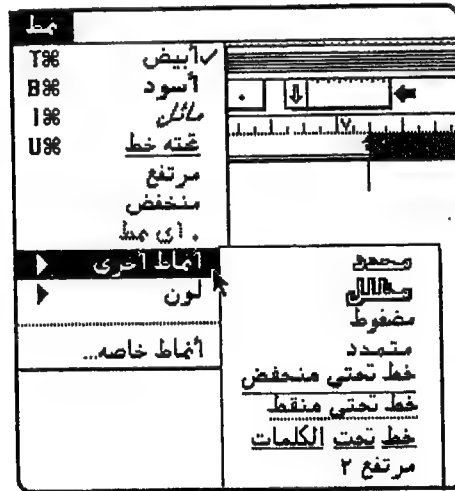 نمط
أبيض ⌘T
أسود ⌘B
مائل ⌘I
تحته خط ⌘U
مرتفع
منخفض
أي نمط
أنماط أخرى
لون
أنماط خاصه...
محدد
مظلل
مضغوط
متمدد
خط تحتي منخفض
خط تحتي منقط
خط تحت الكلمات
مرتفع ٢
٧